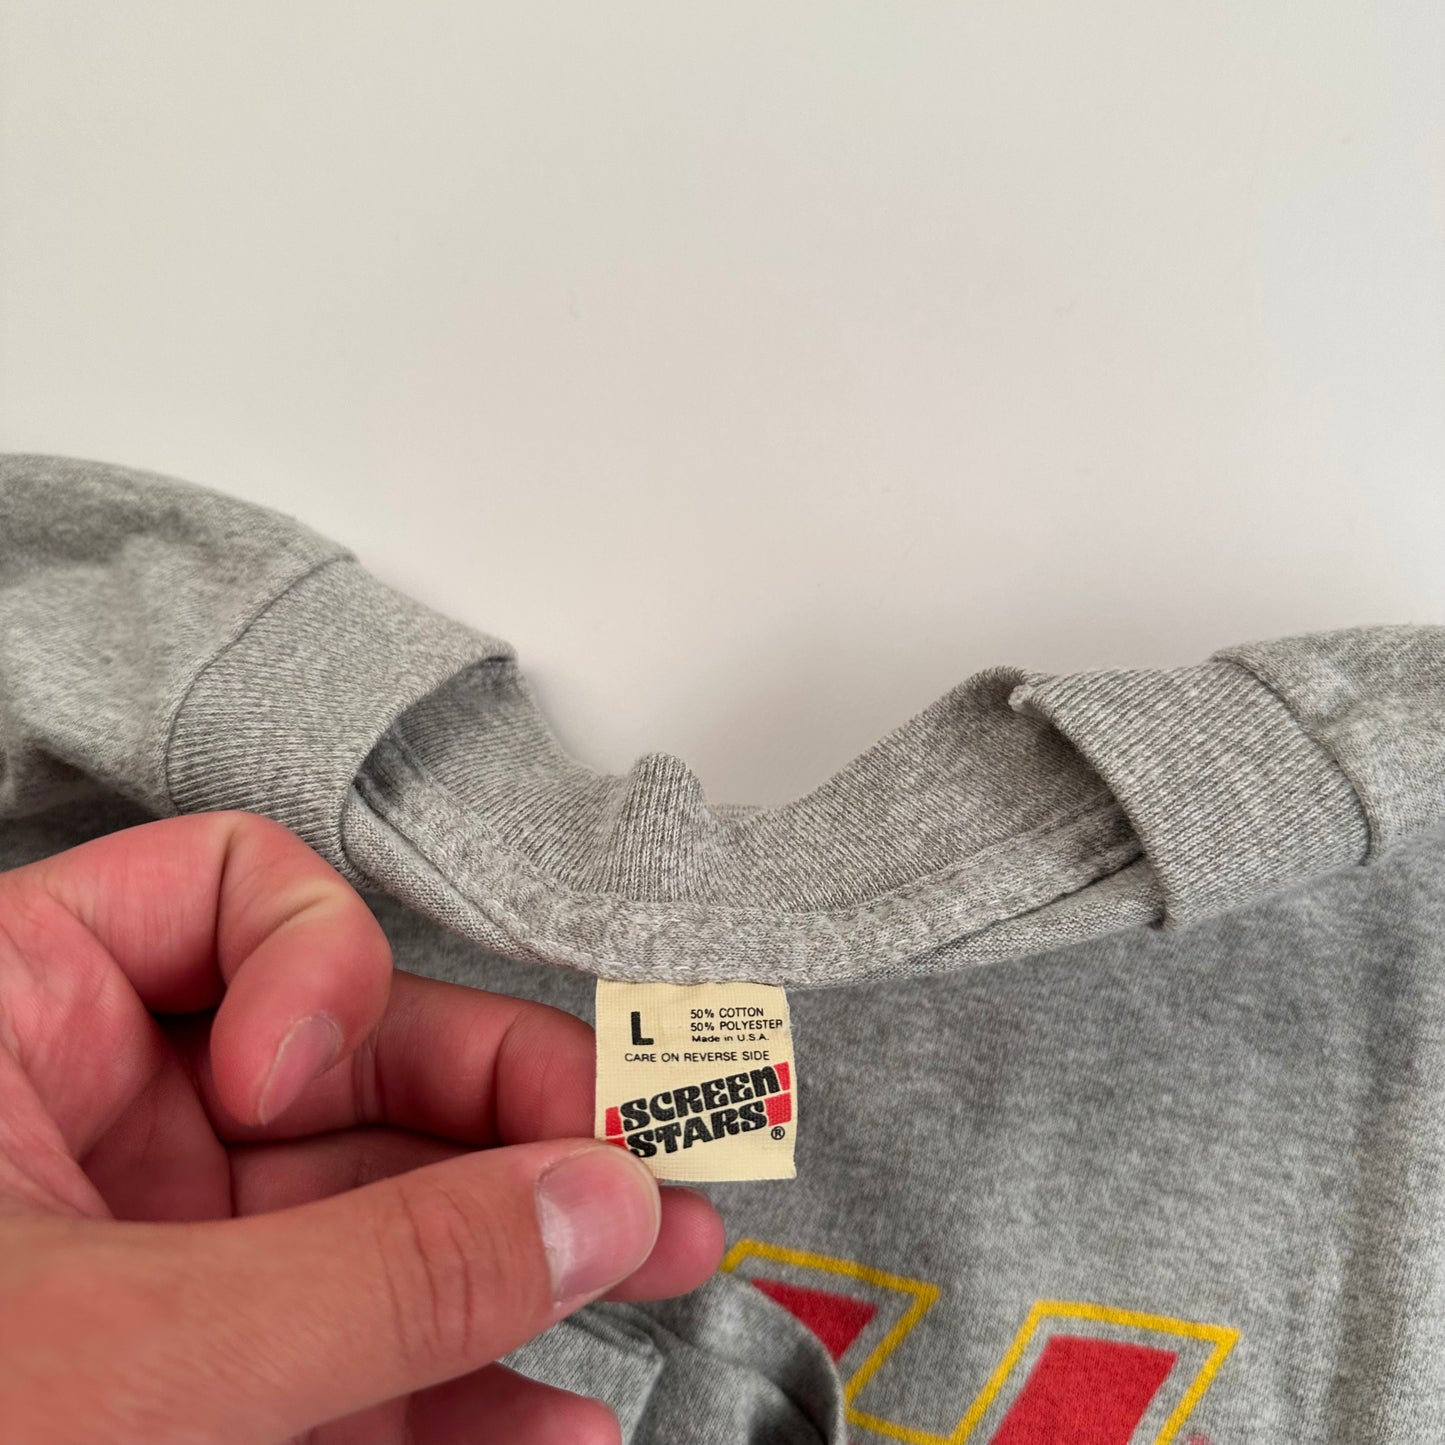 L
50% COTTON
50% POLYESTER
Made in U.S.A.
CARE ON REVERSE SIDE
SCREEN
STARS®